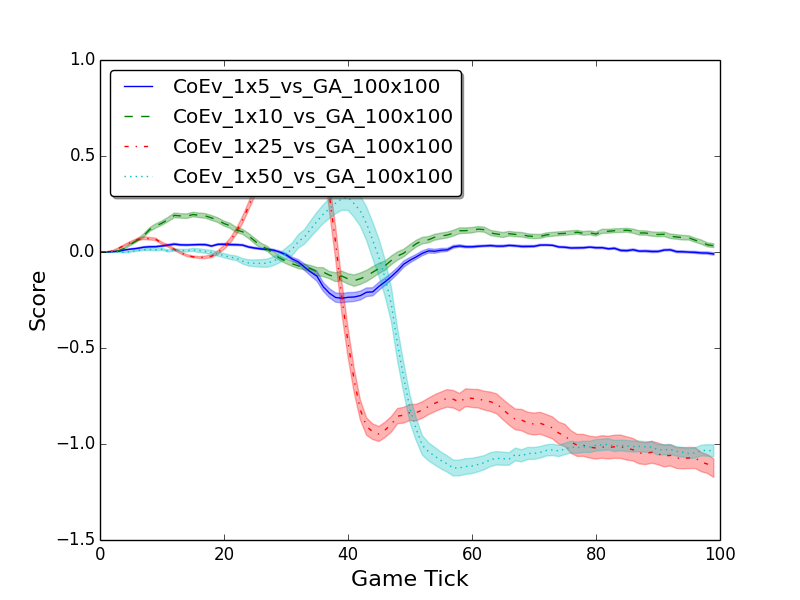 1.0
0.5
0.0
−0.5
−1.0
−1.5
Score
CoEv_1x5_vs_GA_100x100
CoEv_1x10_vs_GA_100x100
CoEv_1x25_vs_GA_100x100
CoEv_1x50_vs_GA_100x100
0 20 40 60 80 100
Game Tick